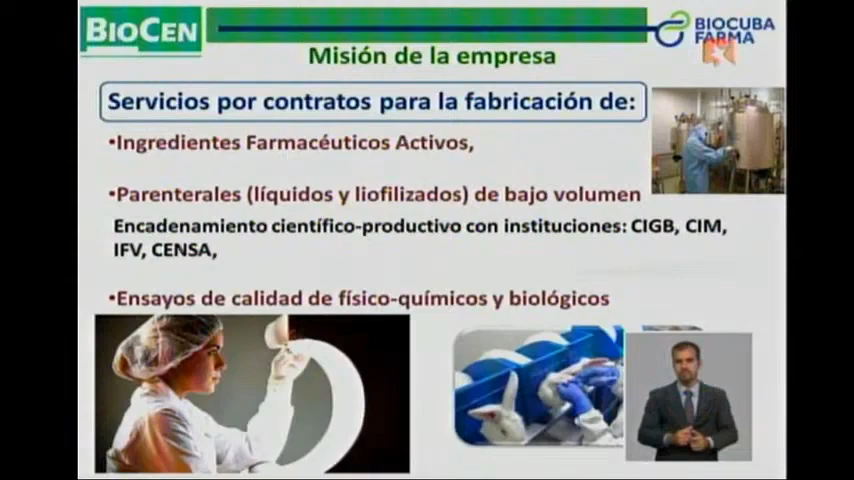 BIOCEN
BIOCUBA
FARMA
Misión de la empresa
Servicios por contratos para la fabricación de:
•Ingredientes Farmacéuticos Activos,
•Parenterales (líquidos y liofilizados) de bajo volumen
Encadenamiento científico-productivo con instituciones: CIGB, CIM,
IFV, CENSA,
•Ensayos de calidad de físico-químicos y biológicos